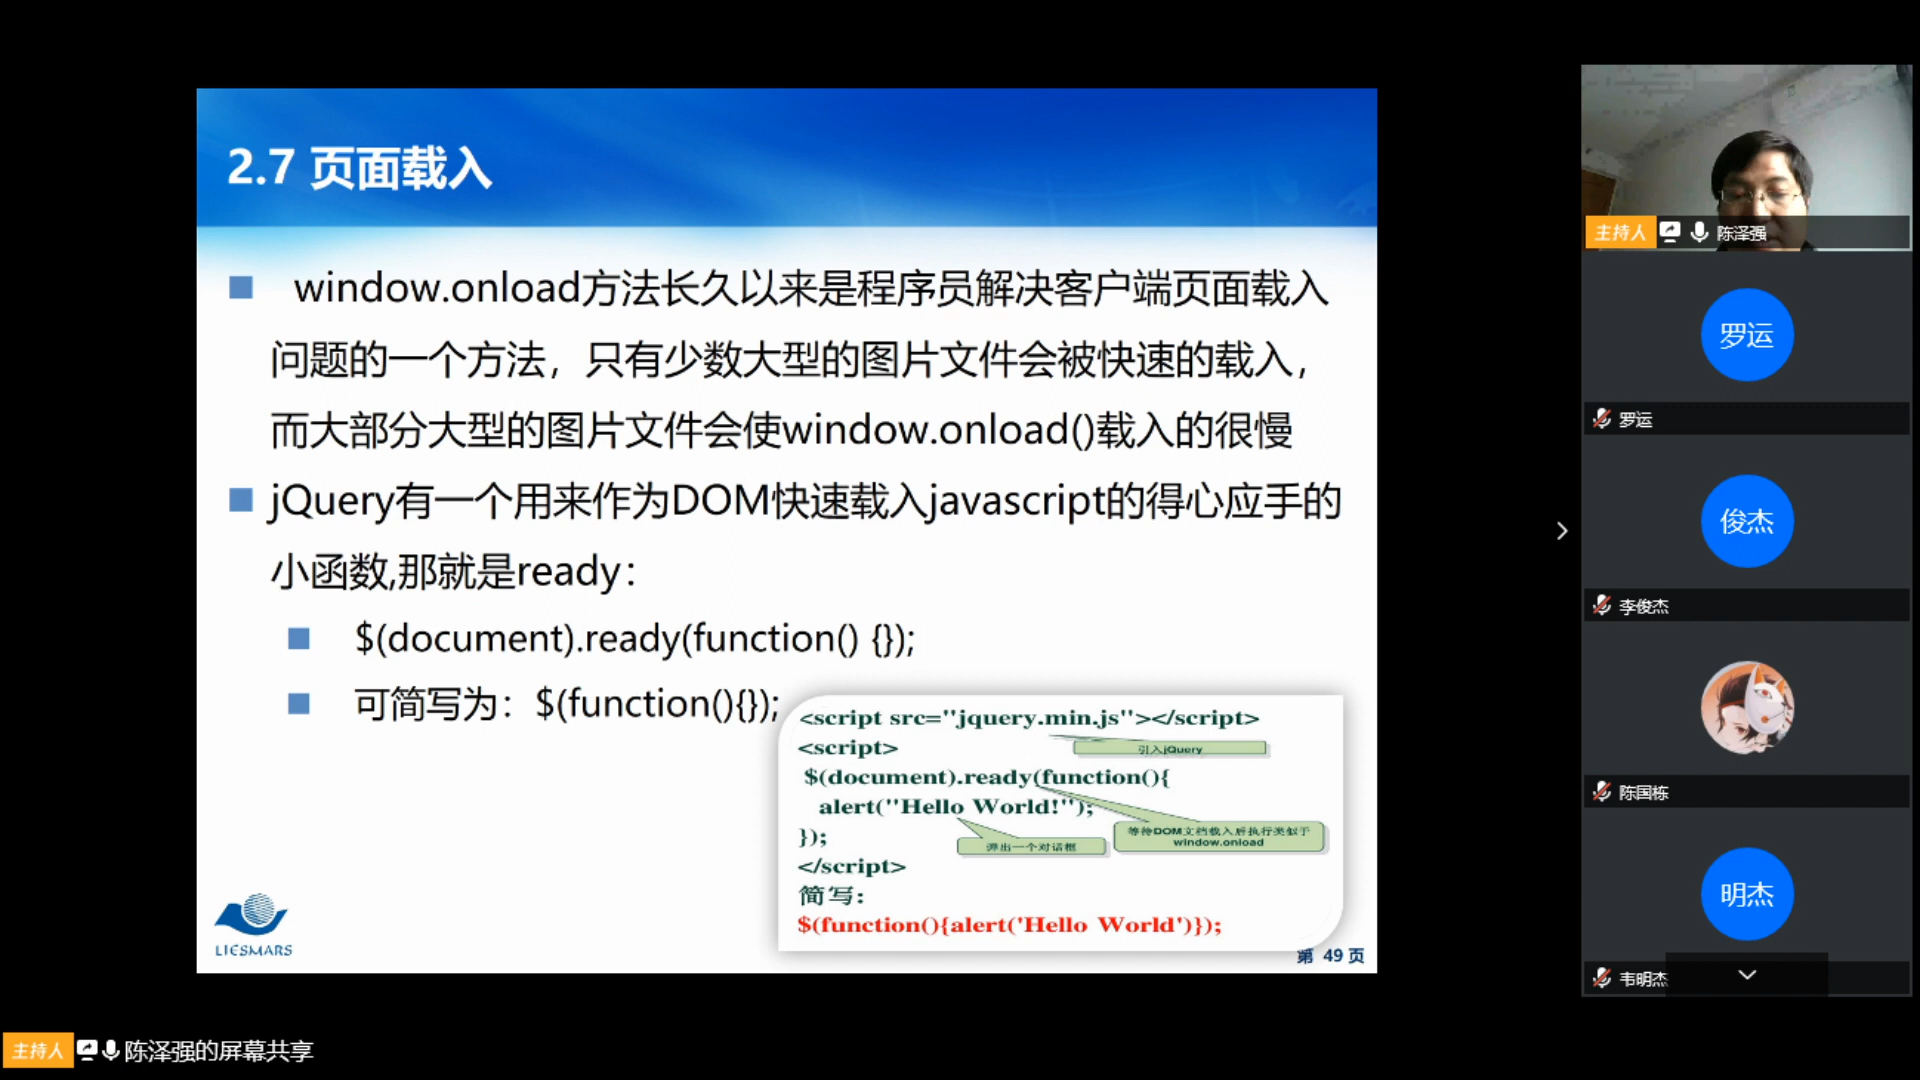 2.7 页面载入
window.onload方法长久以来是程序员解决客户端页面载入
问题的一个方法，只有少数大型的图片文件会被快速的载入，
而大部分大型的图片文件会使window.onload()载入的很慢
jQuery有一个用来作为DOM快速载入javascript的得心应手的
小函数,那就是ready：
$(document).ready(function() {});
可简写为：$(function(){});
<script src="jquery.min.js"></script>
引入jQuery
<script>
$(document).ready(function(){
alert("Hello World!");
等待DOM文档载入后执行类似于
window.onload
});
弹出一个对话框
</script>
简写：
$(function(){alert('Hello World')});
LIESMARS
第 49 页
主持人 陈泽强
罗运
罗运
俊杰
李俊杰
陈国栋
明杰
韦明杰
主持人 陈泽强的屏幕共享